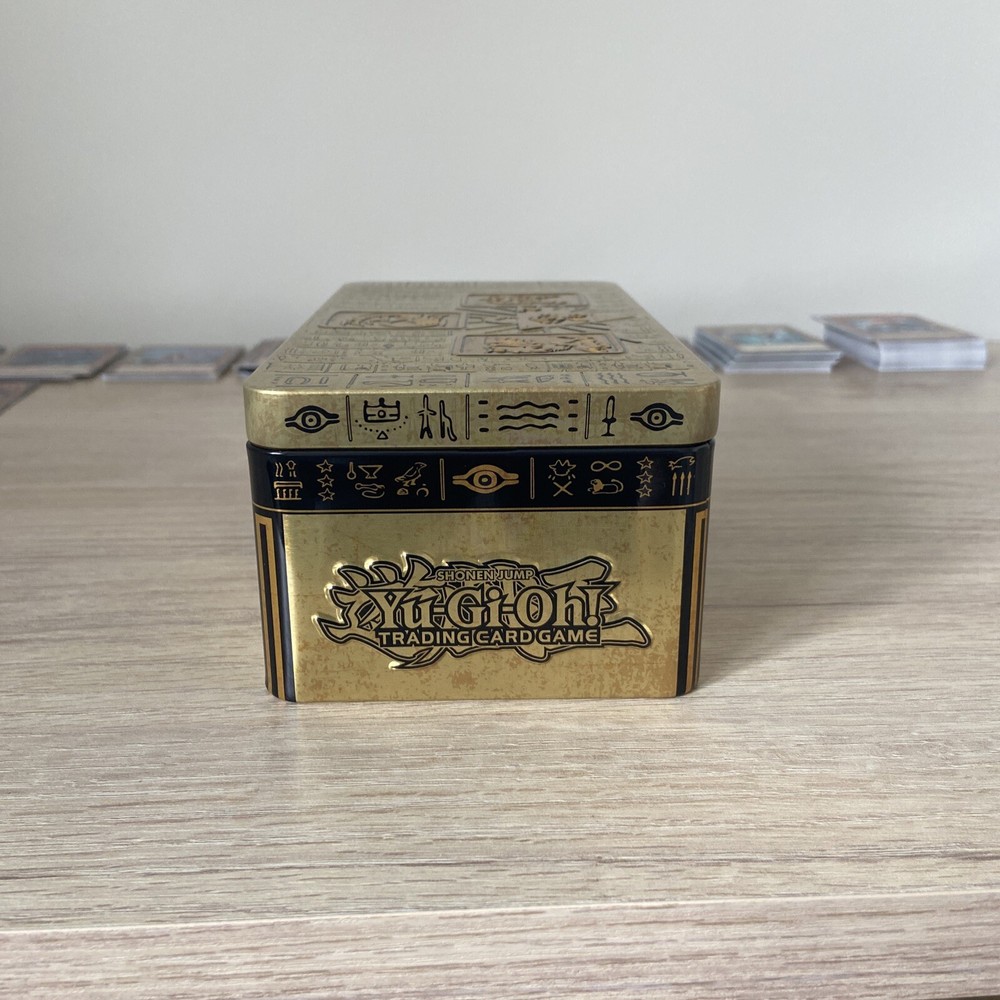 SHONEN JUMP
Yu-Gi-Oh!
TRADING CARD GAME